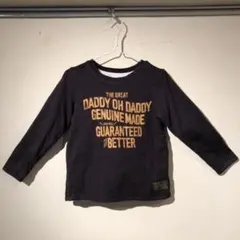 THE GREAT
DADDY OH DADDY
GENUINE MADE
GUARANTEED
#BETTER